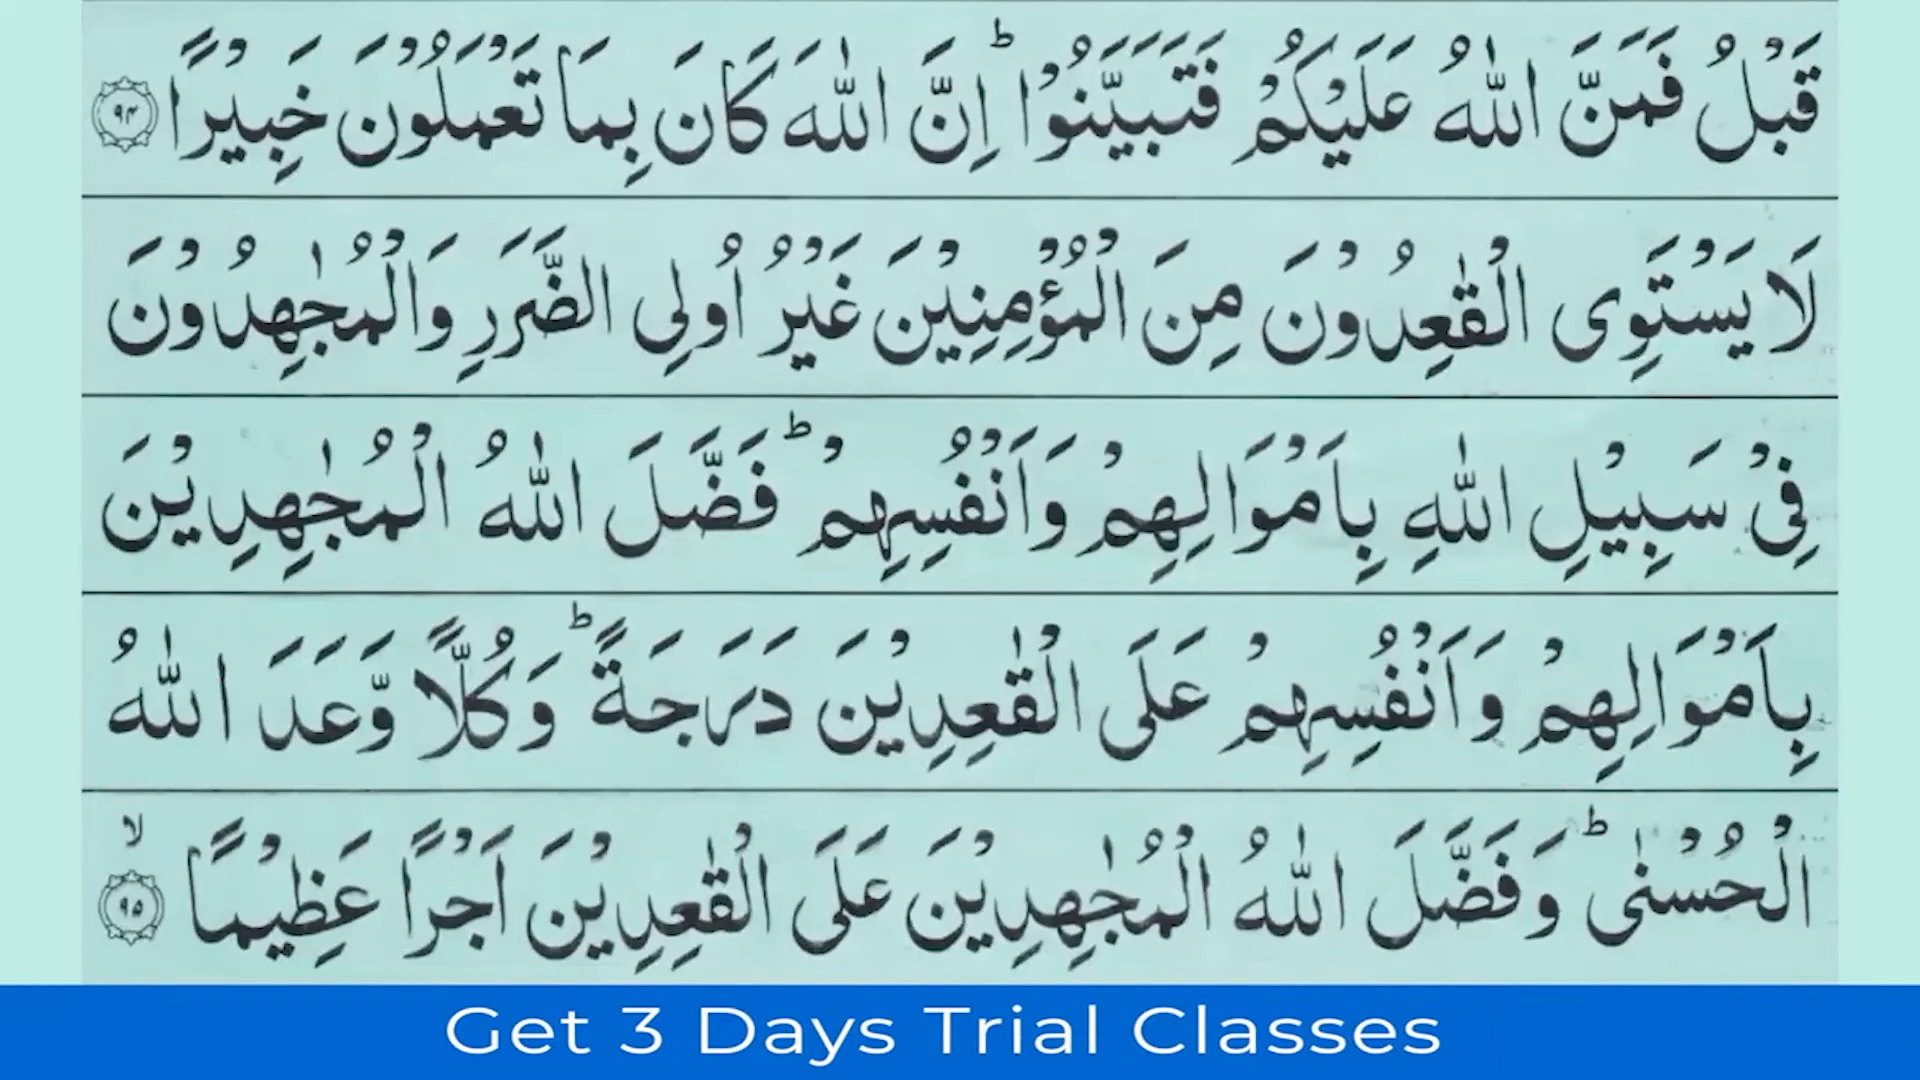 قَبۡلُ فَمَنَّ اللّٰهُ عَلَيۡكُمۡ فَتَبَيَّنُوۡا ؕ اِنَّ اللّٰهَ كَانَ بِمَا تَعۡمَلُوۡنَ خَبِيۡرًا ﴿۹۴﴾
لَا يَسۡتَوِى الۡقٰعِدُوۡنَ مِنَ الۡمُؤۡمِنِيۡنَ غَيۡرُ اُولِى الضَّرَرِ وَالۡمُجٰهِدُوۡنَ
فِىۡ سَبِيۡلِ اللّٰهِ بِاَمۡوَالِهِمۡ وَاَنۡفُسِهِمۡ ؕ فَضَّلَ اللّٰهُ الۡمُجٰهِدِيۡنَ
بِاَمۡوَالِهِمۡ وَاَنۡفُسِهِمۡ عَلَى الۡقٰعِدِيۡنَ دَرَجَةً ؕ وَكُلًّا وَّعَدَ اللّٰهُ
الۡحُسۡنٰى ؕ وَفَضَّلَ اللّٰهُ الۡمُجٰهِدِيۡنَ عَلَى الۡقٰعِدِيۡنَ اَجۡرًا عَظِيۡمًا ۙ ﴿۹۵﴾
Get 3 Days Trial Classes